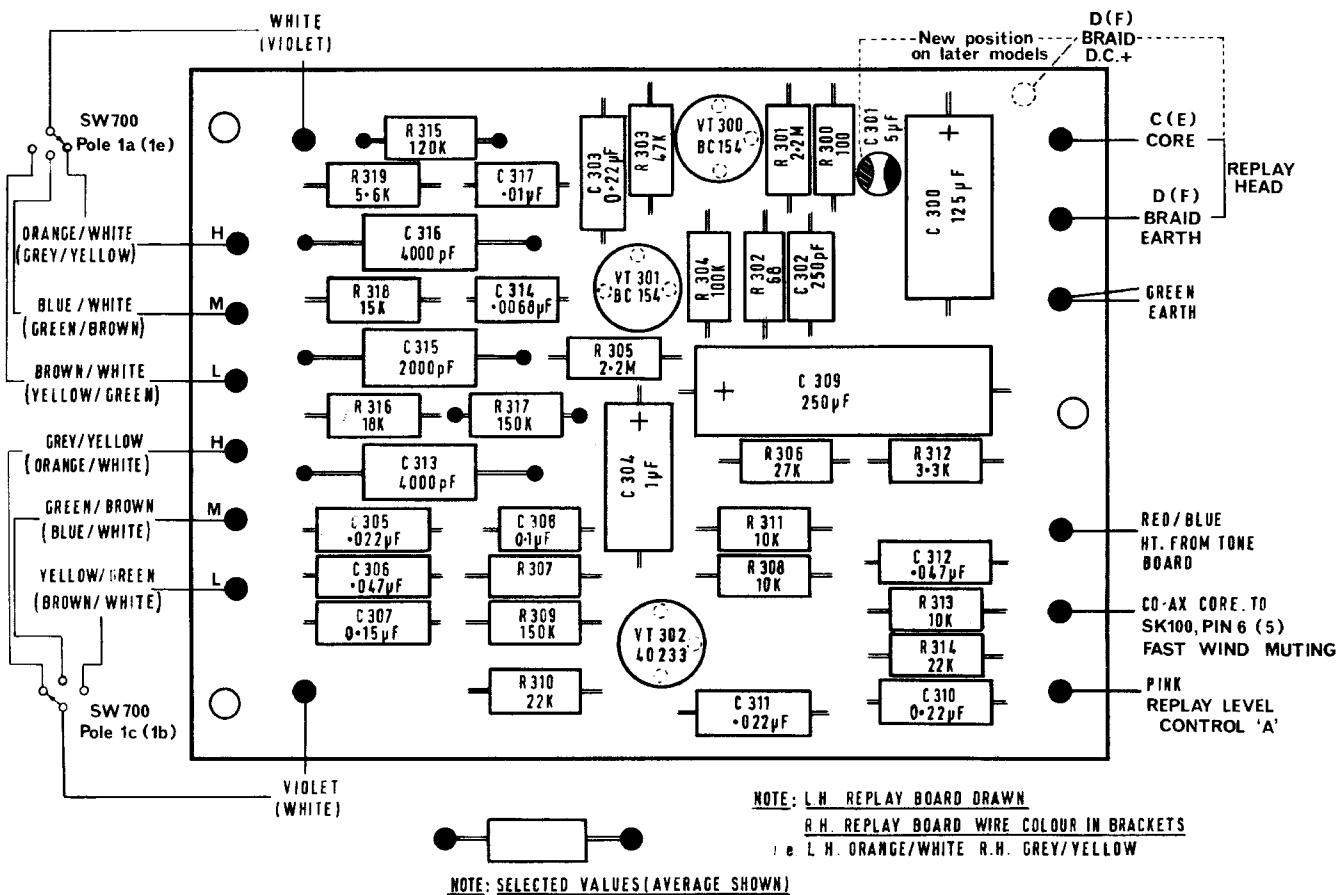 WHITE
(VIOLET)
D(F)
BRAID
D.C.+
New position
on later models
SW700
Pole 1a (1e)
R 315
120K
C 303
0·22µF
R 303
47K
VT 300
BC154
R 301
2·2M
R 300
100
C 301
5µF
C 300
125µF
+
C (E)
CORE
REPLAY
HEAD
R 319
5·6K
C 317
·01µF
D(F)
BRAID
EARTH
ORANGE/WHITE
(GREY/YELLOW)
H
C 316
4000pF
VT 301
BC 154
R 304
100K
R 302
68
C 302
250pF
BLUE/WHITE
(GREEN/BROWN)
M
R 318
15K
C 314
·0068µF
GREEN
EARTH
BROWN/WHITE
(YELLOW/GREEN)
L
C 315
2000pF
R 305
2·2M
C 309
250µF
+
R 316
18K
R 317
150K
GREY/YELLOW
(ORANGE/WHITE)
H
C 313
4000pF
C 304
1µF
+
R 306
27K
R 312
3·3K
GREEN/BROWN
(BLUE/WHITE)
M
C 305
·022µF
C 308
0·1µF
R 311
10K
RED/BLUE
HT. FROM TONE
BOARD
YELLOW/GREEN
(BROWN/WHITE)
L
C 306
·047µF
R 307
R 308
10K
C 312
·047µF
C 307
0·15µF
R 309
150K
VT 302
40233
R 313
10K
CO-AX CORE. TO
SK100, PIN 6 (5)
FAST WIND MUTING
R 314
22K
SW700
Pole 1c (1b)
R 310
22K
C 311
·022µF
C 310
0·22µF
PINK
REPLAY LEVEL
CONTROL 'A'
VIOLET
(WHITE)
NOTE: L.H. REPLAY BOARD DRAWN
R.H. REPLAY BOARD WIRE COLOUR IN BRACKETS
i e. L H. ORANGE/WHITE R.H. GREY/YELLOW
NOTE: SELECTED VALUES (AVERAGE SHOWN)